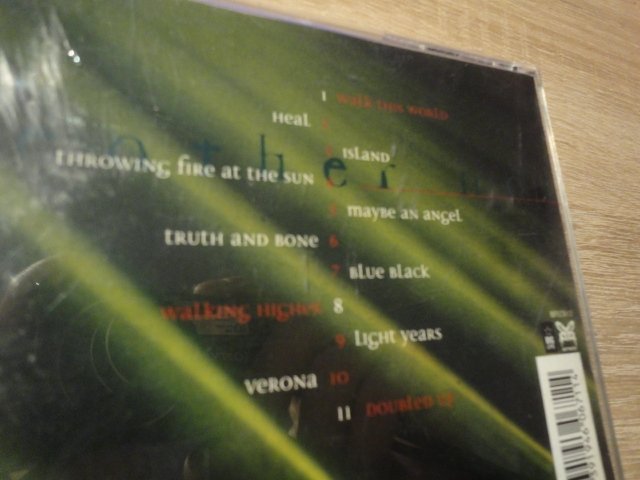 1 WALK THIS WORLD
HEAL 2
3 ISLAND
other
THROWING FIRE AT THE SUN 4
5 MAYBE AN ANGEL
TRUTH AND BONE 6
7 BLUE BLACK
WALKING HIGHER 8
9 LIGHT YEARS
VERONA 10
11 DOUBLED UP